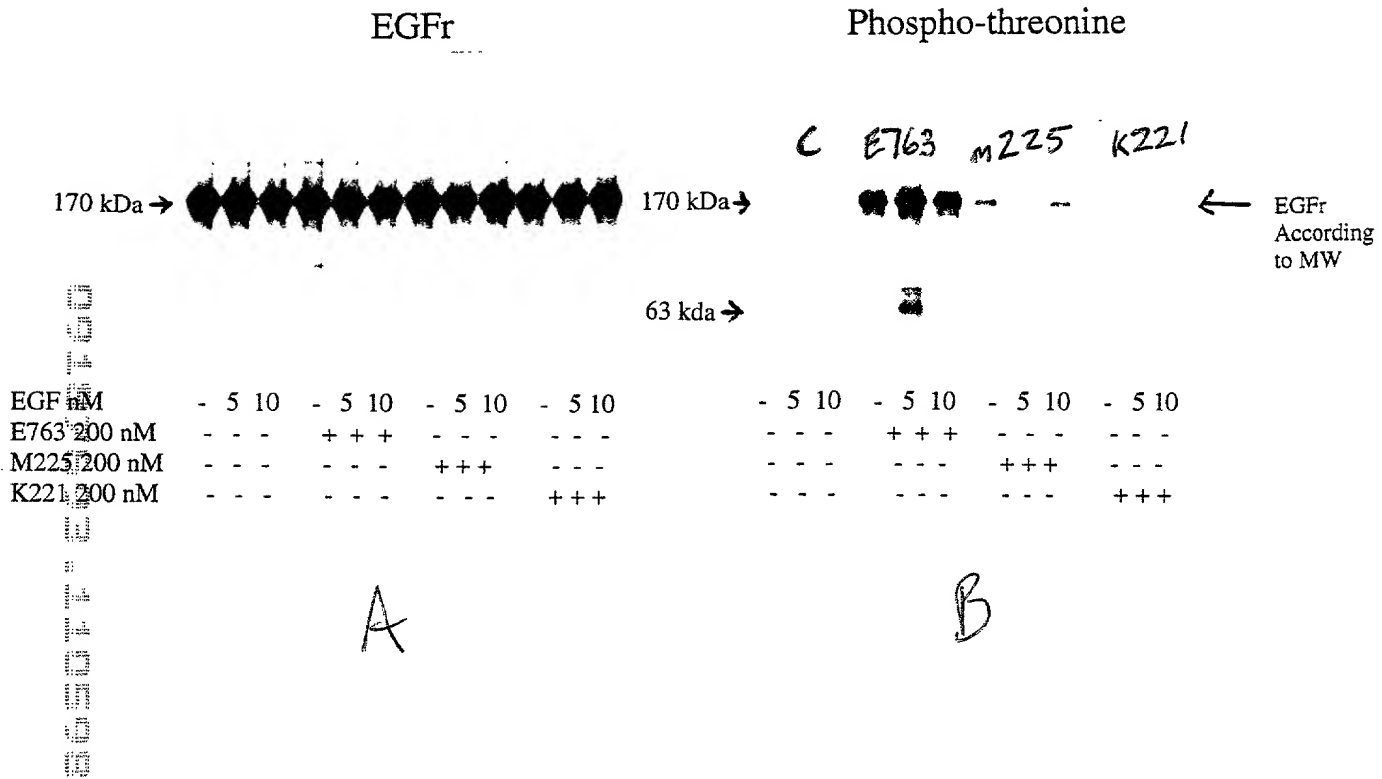 EGFr
Phospho-threonine
C E763 M225 K221
170 kDa→
170 kDa→
← EGFr
According
to MW
63 kda→
EGF nM - 5 10 - 5 10 - 5 10 - 5 10 - 5 10 - 5 10 - 5 10 - 5 10
E763 200 nM - - - + + + - - - - - - - - - + + + - - - - - -
M225 200 nM - - - - - - + + + - - - - - - - - - + + + - - -
K221 200 nM - - - - - - - - - + + + - - - - - - - - - + + +
A
B